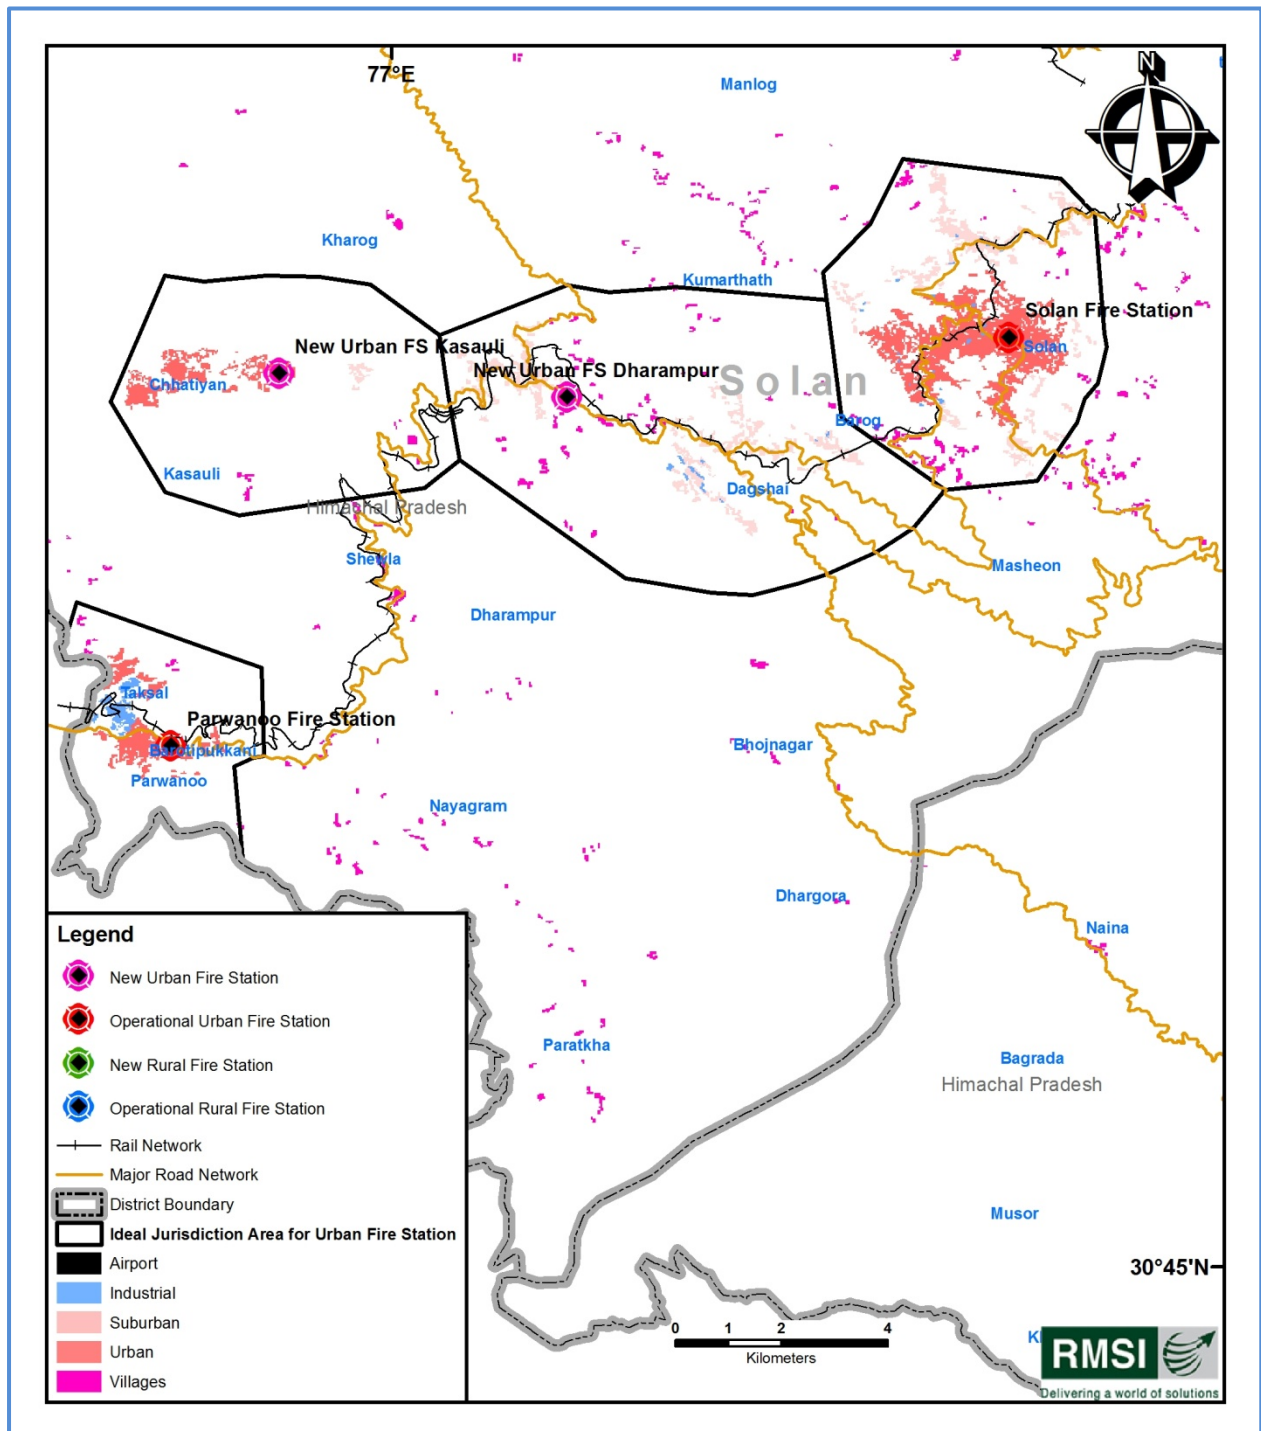 77°E
N
Manlog
Kharog
Kumarthath
Solan Fire Station
New Urban FS Kasauli
Solan
New Urban FS Dharampur
Solan
Chhatiyan
Barog
Kasauli
Dagshai
Himachal Pradesh
Shewla
Masheon
Dharampur
Taksal
Parwanoo Fire Station
Bhojnagar
Parwanoo
Nayagram
Dhargora
Naina
Legend
New Urban Fire Station
Operational Urban Fire Station
New Rural Fire Station
Operational Rural Fire Station
Rail Network
Major Road Network
District Boundary
Ideal Jurisdiction Area for Urban Fire Station
Airport
Industrial
Suburban
Urban
Villages
Paratkha
Bagrada
Himachal Pradesh
Musor
30°45'N
0 1 2 4
Kilometers
RMSI
Delivering a world of solutions